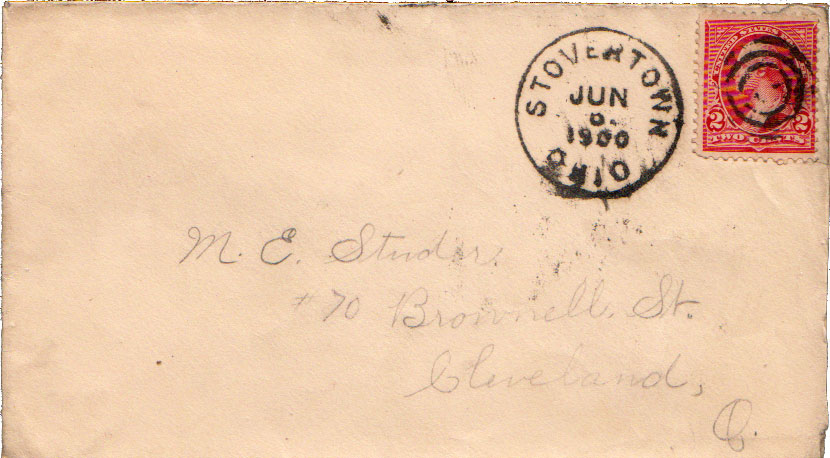 STOVERTOWN
JUN
1900
OHIO
UNITED STATES
2 2
TWO CENTS
M. E. Studer
#70 Brownell. St.
Cleveland,
O.